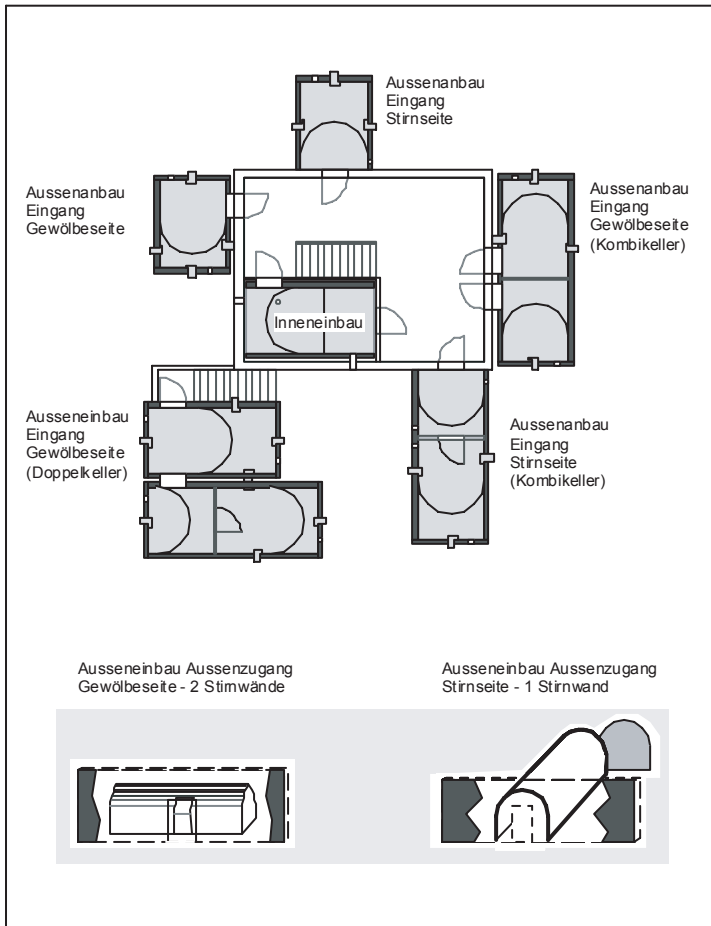 Aussenanbau
Eingang
Stirnseite
Aussenanbau
Eingang
Gewölbeseite
Aussenanbau
Eingang
Gewölbeseite
(Kombikeller)
Inneneinbau
Ausseneinbau
Eingang
Gewölbeseite
(Doppelkeller)
Aussenanbau
Eingang
Stirnseite
(Kombikeller)
Ausseneinbau Aussenzugang
Gewölbeseite - 2 Stirnwände
Ausseneinbau Aussenzugang
Stirnseite - 1 Stirnwand